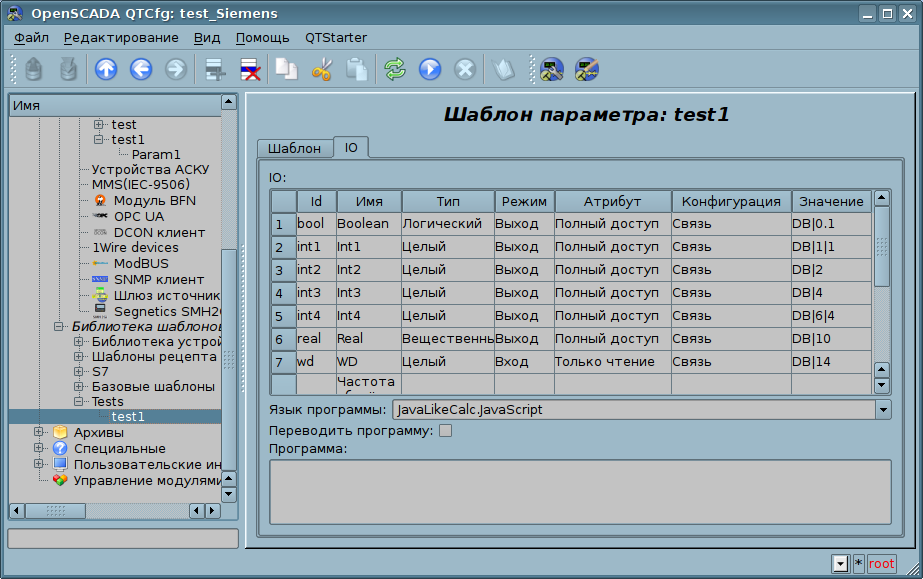 OpenSCADA QTCfg: test_Siemens
Файл Редактирование Вид Помощь QTStarter
Имя
test
test1
Param1
Устройства АСКУ
MMS(IEC-9506)
Модуль BFN
OPC UA
DCON клиент
1Wire devices
ModBUS
SNMP клиент
Шлюз источник
Segnetics SMH2
Библиотека шаблонов
Библиотека устрой
Шаблоны рецепта
S7
Базовые шаблоны
Tests
test1
Архивы
Специальные
Пользовательские ин
Управление модулями
Шаблон параметра: test1
Шаблон IO
IO:
Id Имя Тип Режим Атрибут Конфигурация Значение
1 bool Boolean Логический Выход Полный доступ Связь DB|0.1
2 int1 Int1 Целый Выход Полный доступ Связь DB|1|1
3 int2 Int2 Целый Выход Полный доступ Связь DB|2
4 int3 Int3 Целый Выход Полный доступ Связь DB|4
5 int4 Int4 Целый Выход Полный доступ Связь DB|6|4
6 real Real Вещественны Выход Полный доступ Связь DB|10
7 wd WD Целый Вход Только чтение Связь DB|14
Частота
Язык программы: JavaLikeCalc.JavaScript
Переводить программу:
Программа:
* root